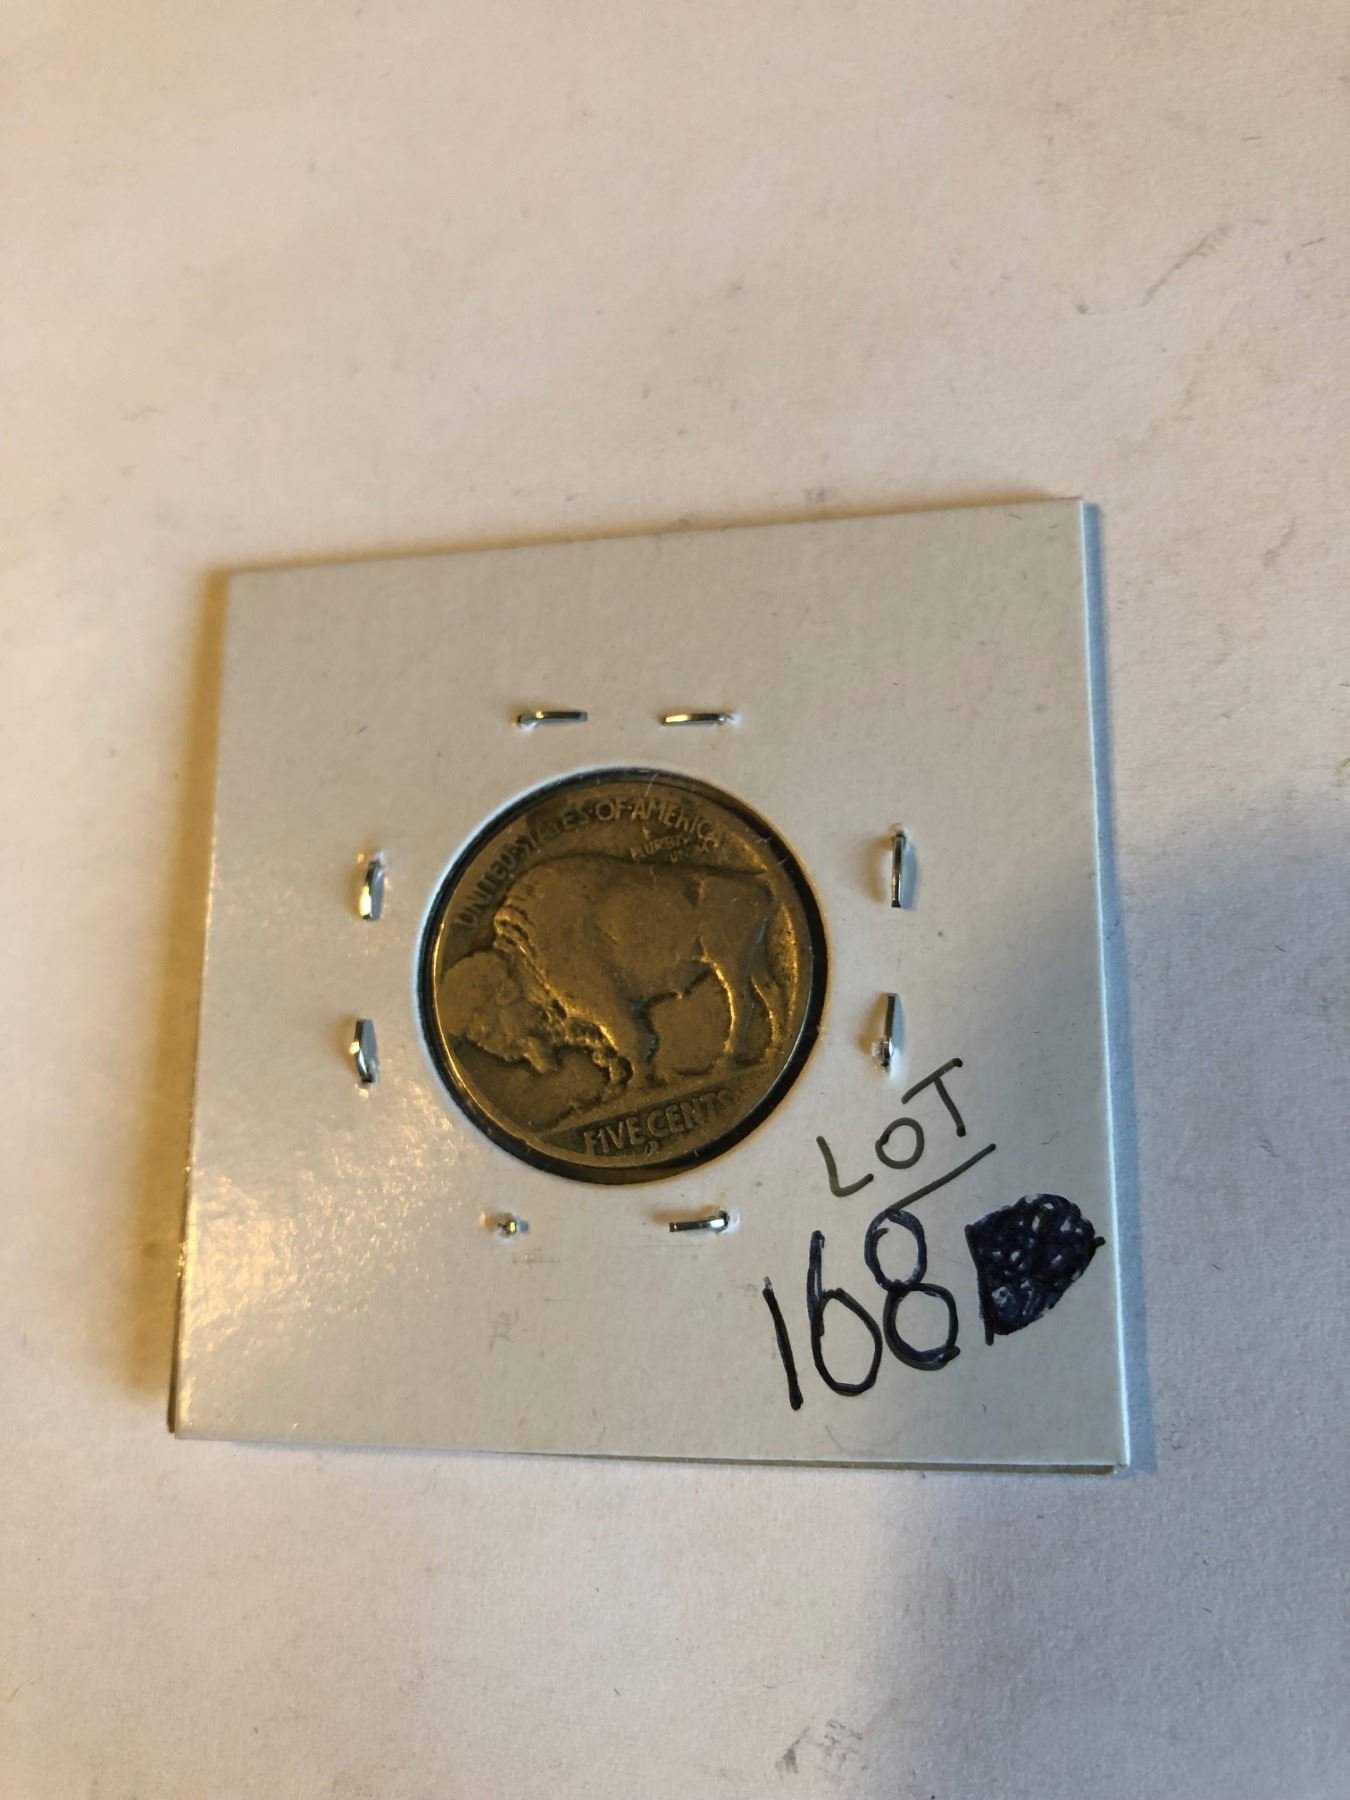 UNITED·STATES·OF·AMERICA
E
PLURIBUS
UNUM
FIVE CENTS
D
LOT
168